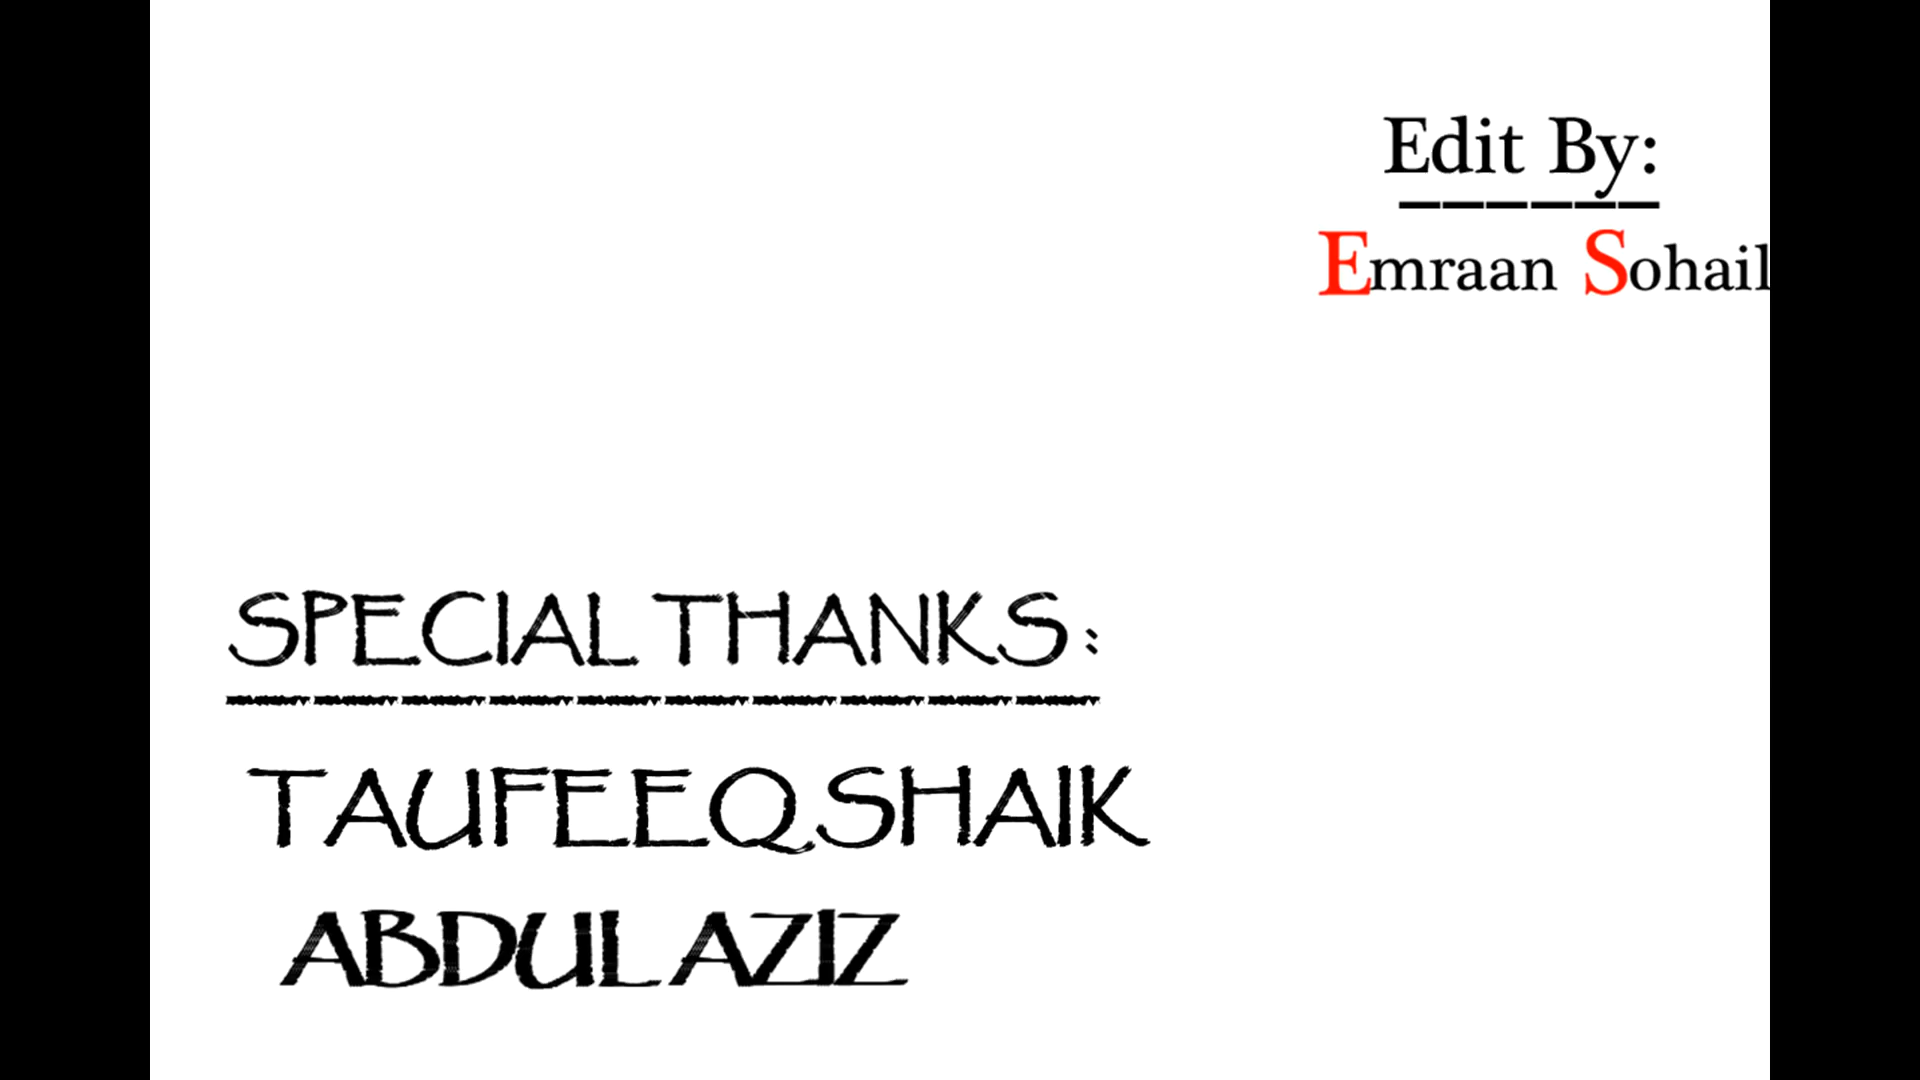 Edit By:
Emraan Sohail
SPECIAL THANKS :
TAUFEEQ SHAIK
ABDUL AZIZ